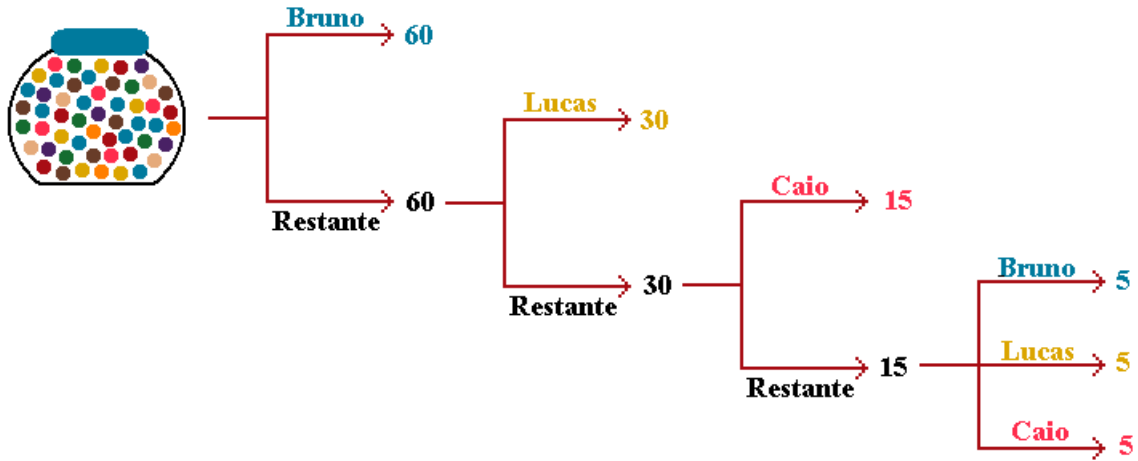 Bruno 60
Lucas 30
Restante 60
Caio 15
Restante 30
Bruno 5
Lucas 5
Restante 15
Caio 5